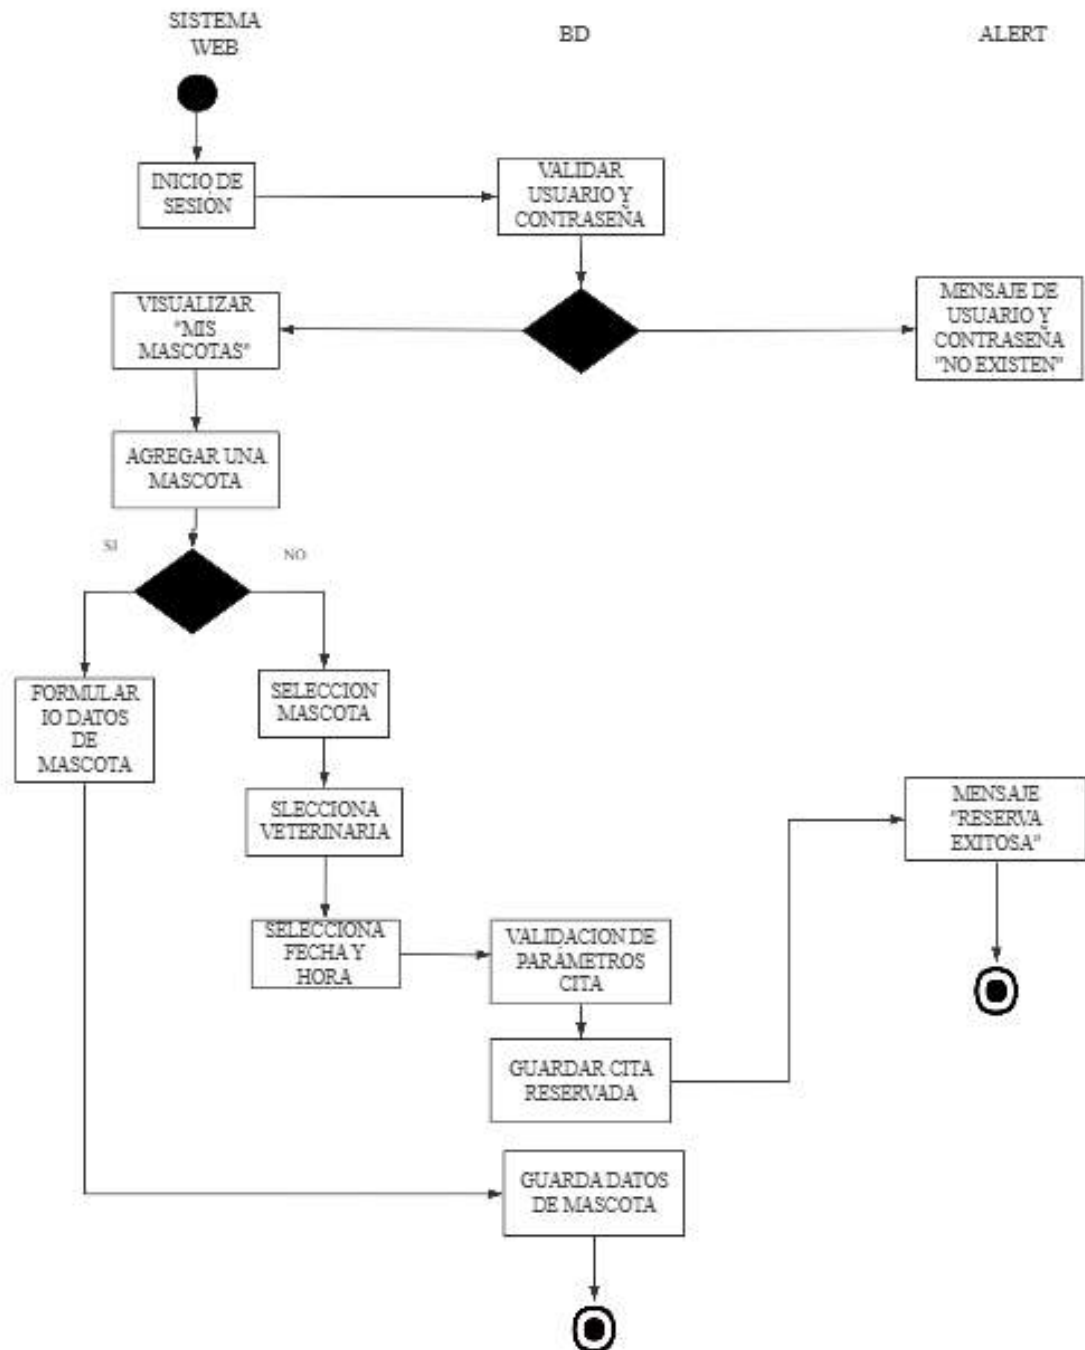 SISTEMA
WEB
BD
ALERT
INICIO DE
SESIÓN
VALIDAR
USUARIO Y
CONTRASEÑA
VISUALIZAR
"MIS
MASCOTAS"
MENSAJE DE
USUARIO Y
CONTRASEÑA
"NO EXISTEN"
AGREGAR UNA
MASCOTA
SI
NO
FORMULAR
IO DATOS
DE
MASCOTA
SELECCION
MASCOTA
SLECCIONA
VETERINARIA
MENSAJE
"RESERVA
EXITOSA"
SELECCIONA
FECHA Y
HORA
VALIDACION DE
PARÁMETROS
CITA
GUARDAR CITA
RESERVADA
GUARDA DATOS
DE MASCOTA